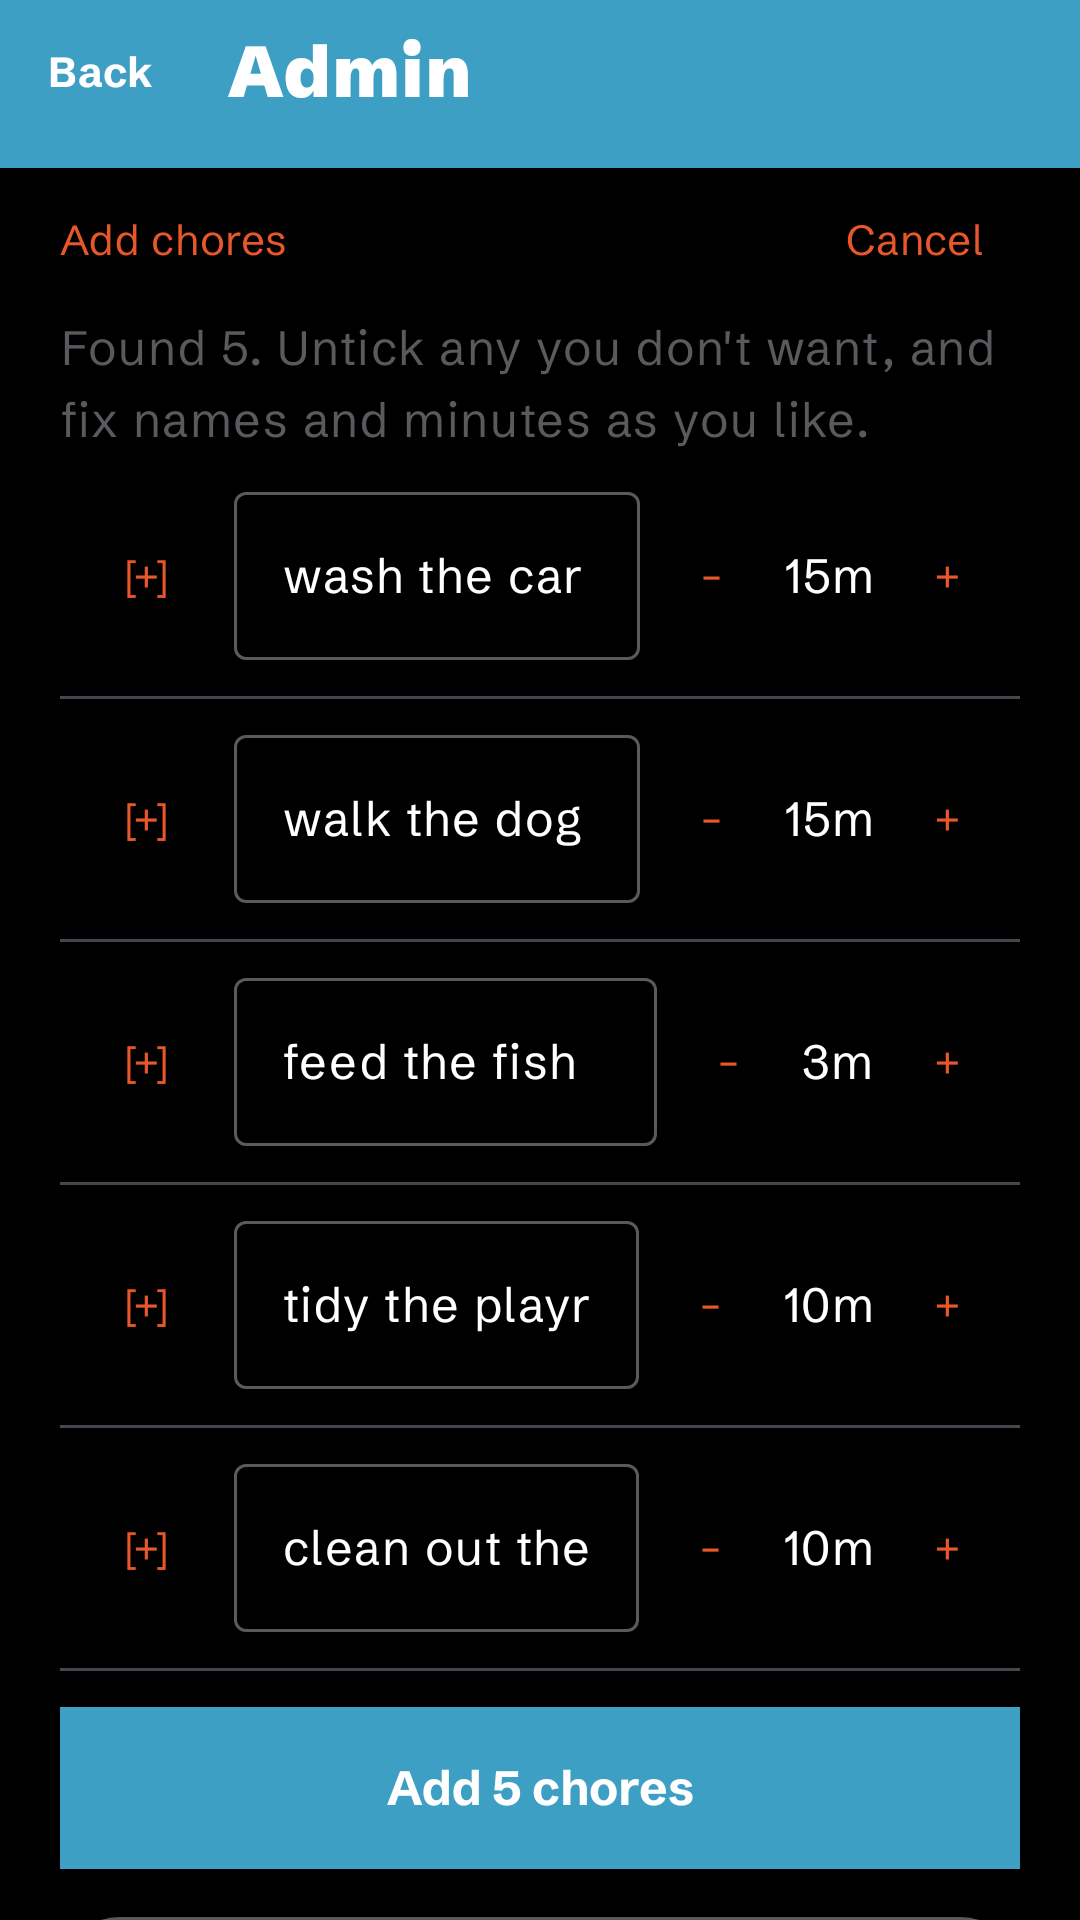 Back Admin
Add chores Cancel
Found 5. Untick any you don't want, and
fix names and minutes as you like.
[+] wash the car - 15m +
[+] walk the dog - 15m +
[+] feed the fish - 3m +
[+] tidy the playr - 10m +
[+] clean out the - 10m +
Add 5 chores